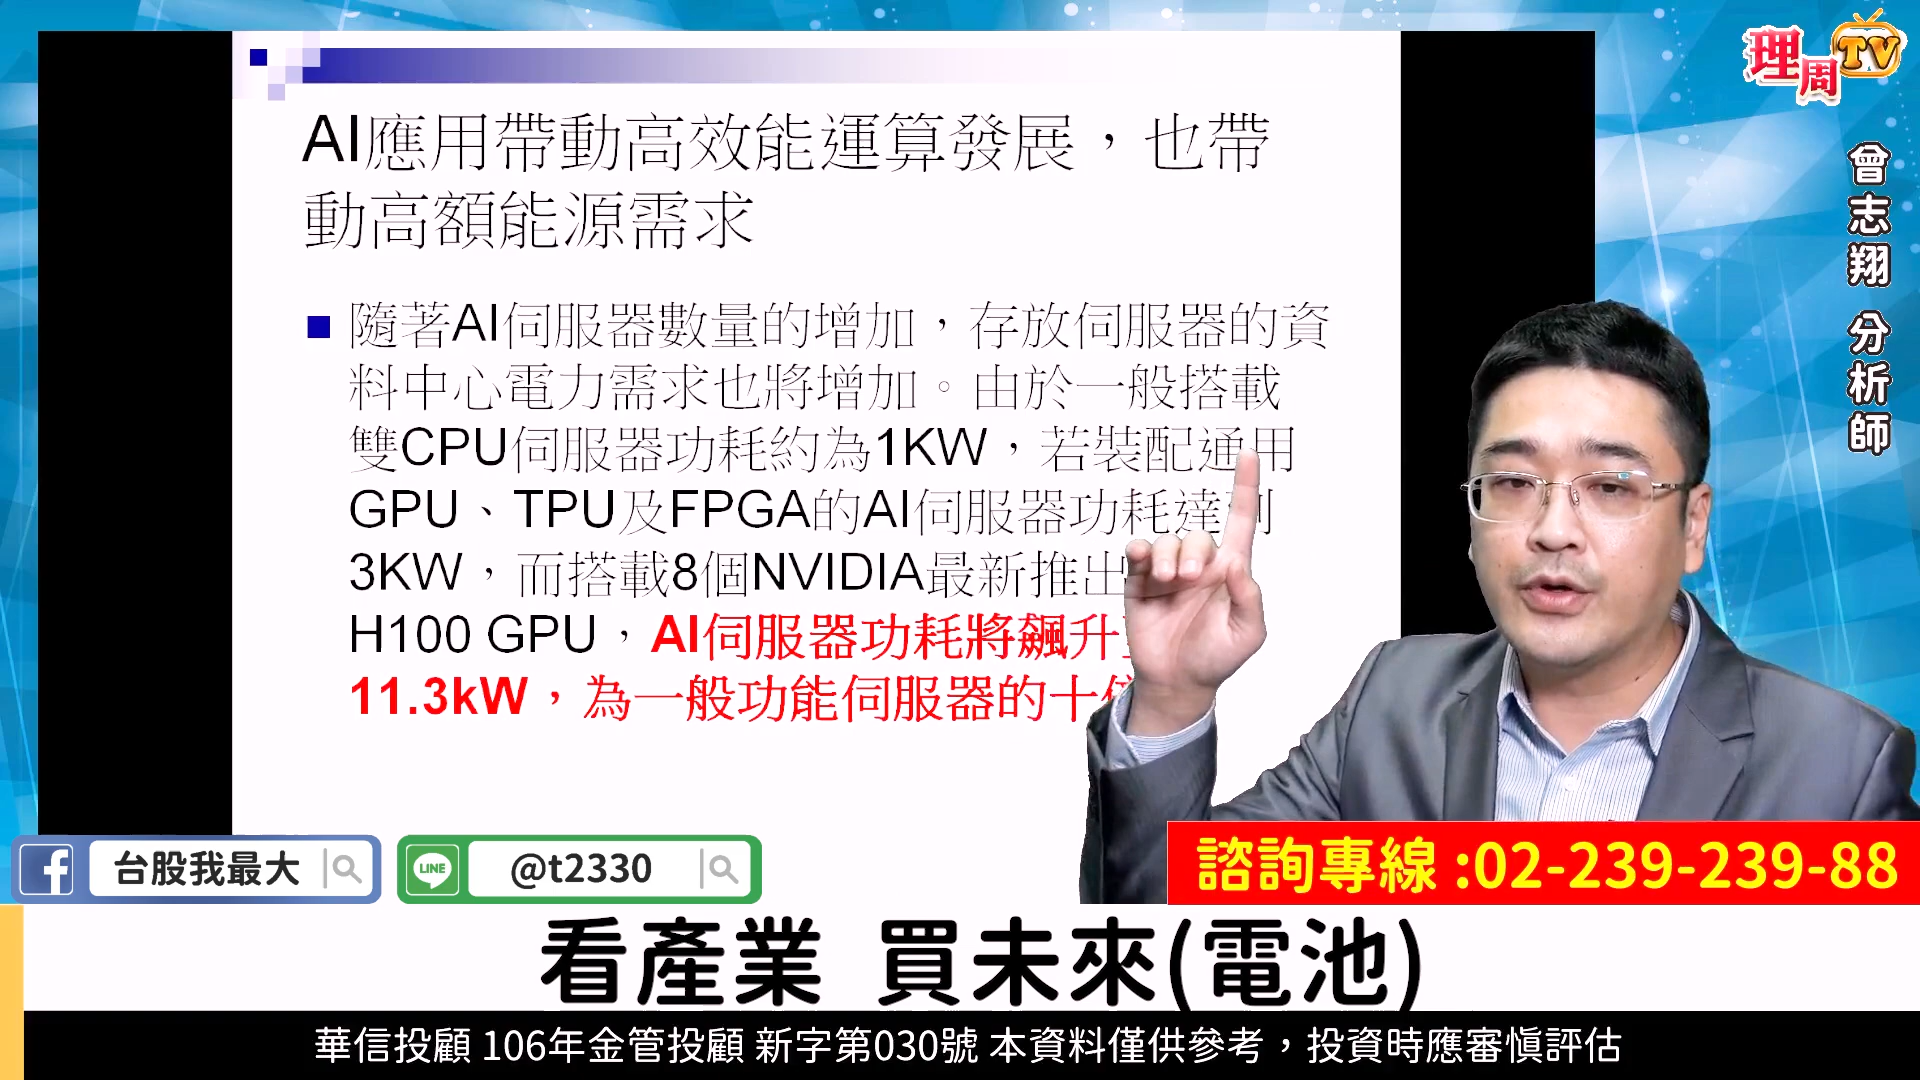 AI應用帶動高效能運算發展，也帶
動高額能源需求
隨著AI伺服器數量的增加，存放伺服器的資
料中心電力需求也將增加。由於一般搭載
雙CPU伺服器功耗約為1KW，若裝配通用
GPU、TPU及FPGA的AI伺服器功耗達到
3KW，而搭載8個NVIDIA最新推出
H100 GPU，AI伺服器功耗將飆升
11.3kW，為一般功能伺服器的十倍
理周TV
曾志翔 分析師
台股我最大
LINE
@t2330
諮詢專線:02-239-239-88
看產業 買未來(電池)
華信投顧 106年金管投顧 新字第030號 本資料僅供參考，投資時應審慎評估